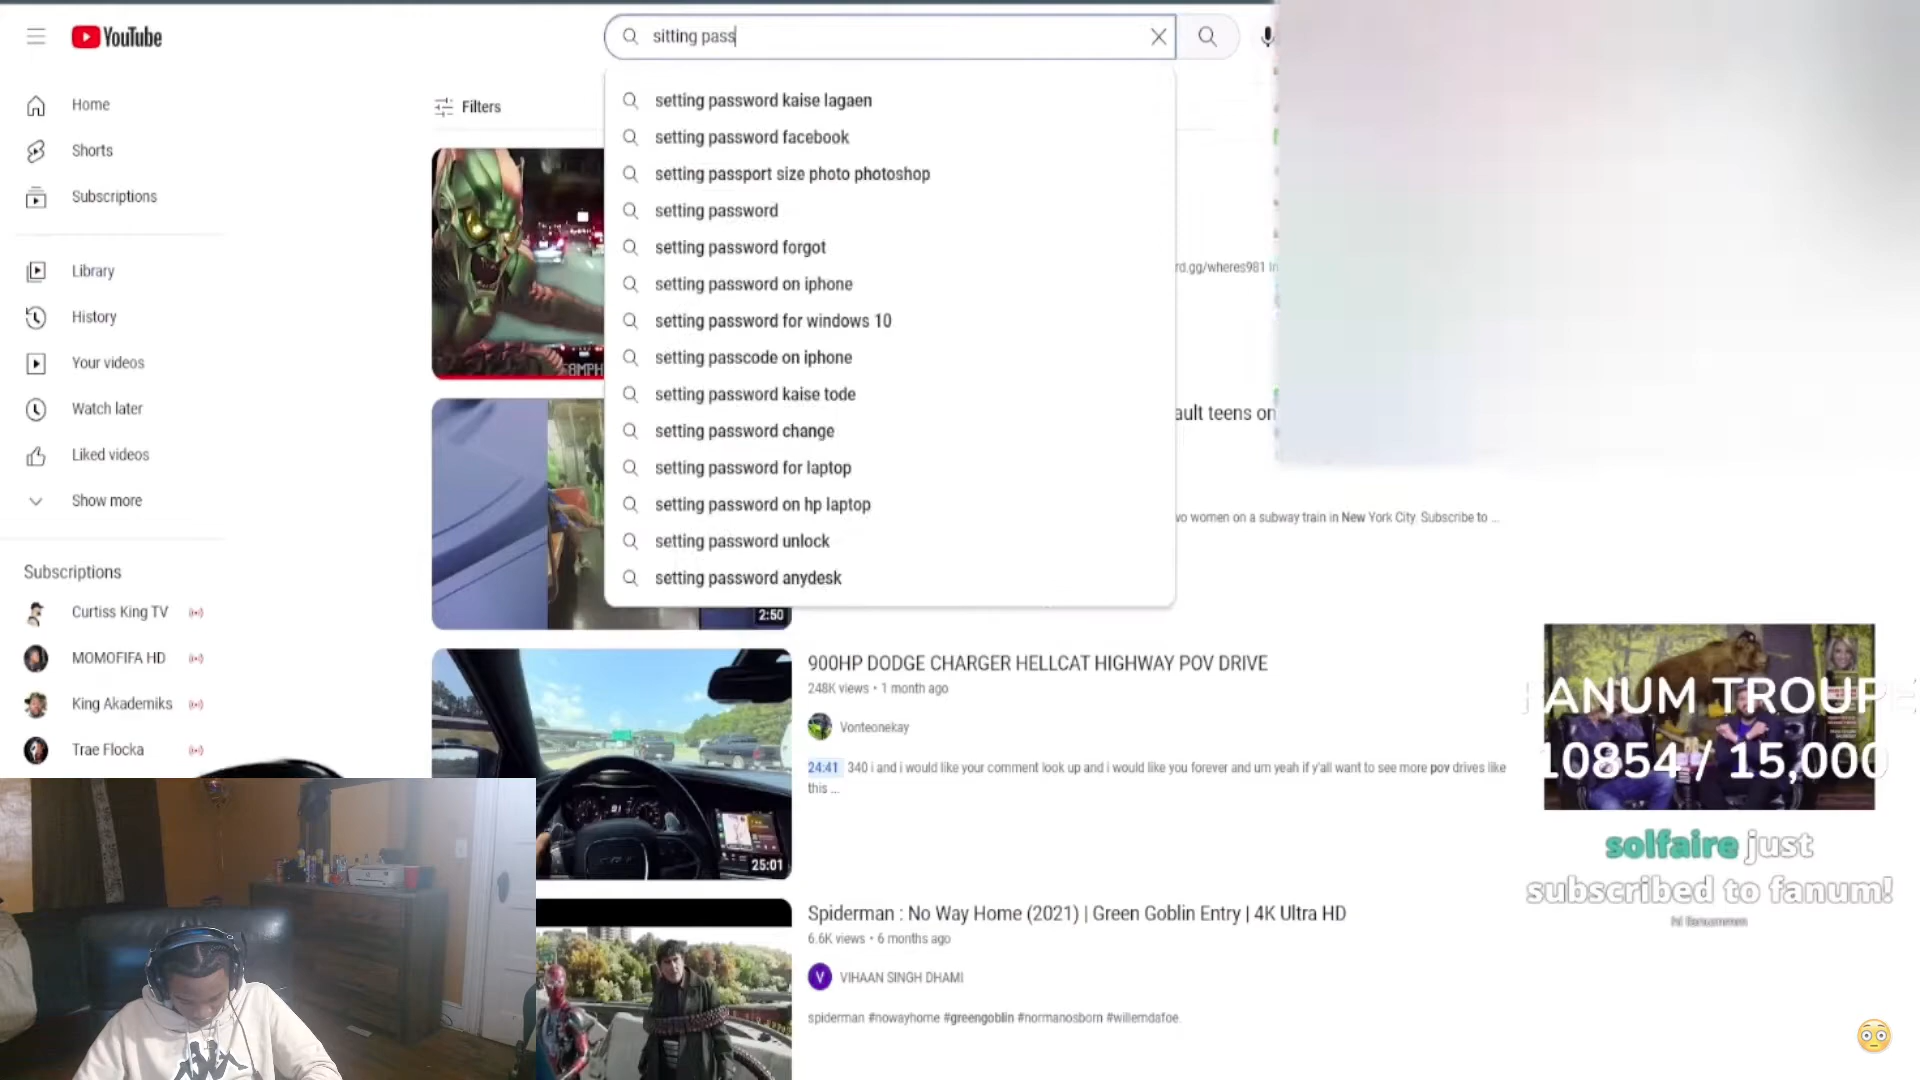 YouTube
sitting pass
Home
Shorts
Subscriptions
Library
History
Your videos
Watch later
Liked videos
Show more
Subscriptions
Curtiss King TV
MOMOFIFA HD
King Akademiks
Trae Flocka
Filters
setting password kaise lagaen
setting password facebook
setting passport size photo photoshop
setting password
setting password forgot
setting password on iphone
setting password for windows 10
setting passcode on iphone
setting password kaise tode
setting password change
setting password for laptop
setting password on hp laptop
setting password unlock
setting password anydesk
8MPH
rd.gg/wheres981
ault teens on
2:50
wo women on a subway train in New York City. Subscribe to ...
900HP DODGE CHARGER HELLCAT HIGHWAY POV DRIVE
248K views • 1 month ago
Vonteonekay
24:41 340 i and i would like your comment look up and i would like you forever and um yeah if y'all want to see more pov drives like
this ...
25:01
Spiderman : No Way Home (2021) | Green Goblin Entry | 4K Ultra HD
6.6K views • 6 months ago
V VIHAAN SINGH DHAMI
spiderman #nowayhome #greengoblin #normanosborn #willemdafoe.
FANUM TROUPE
10854 / 15,000
solfaire just
subscribed to fanum!